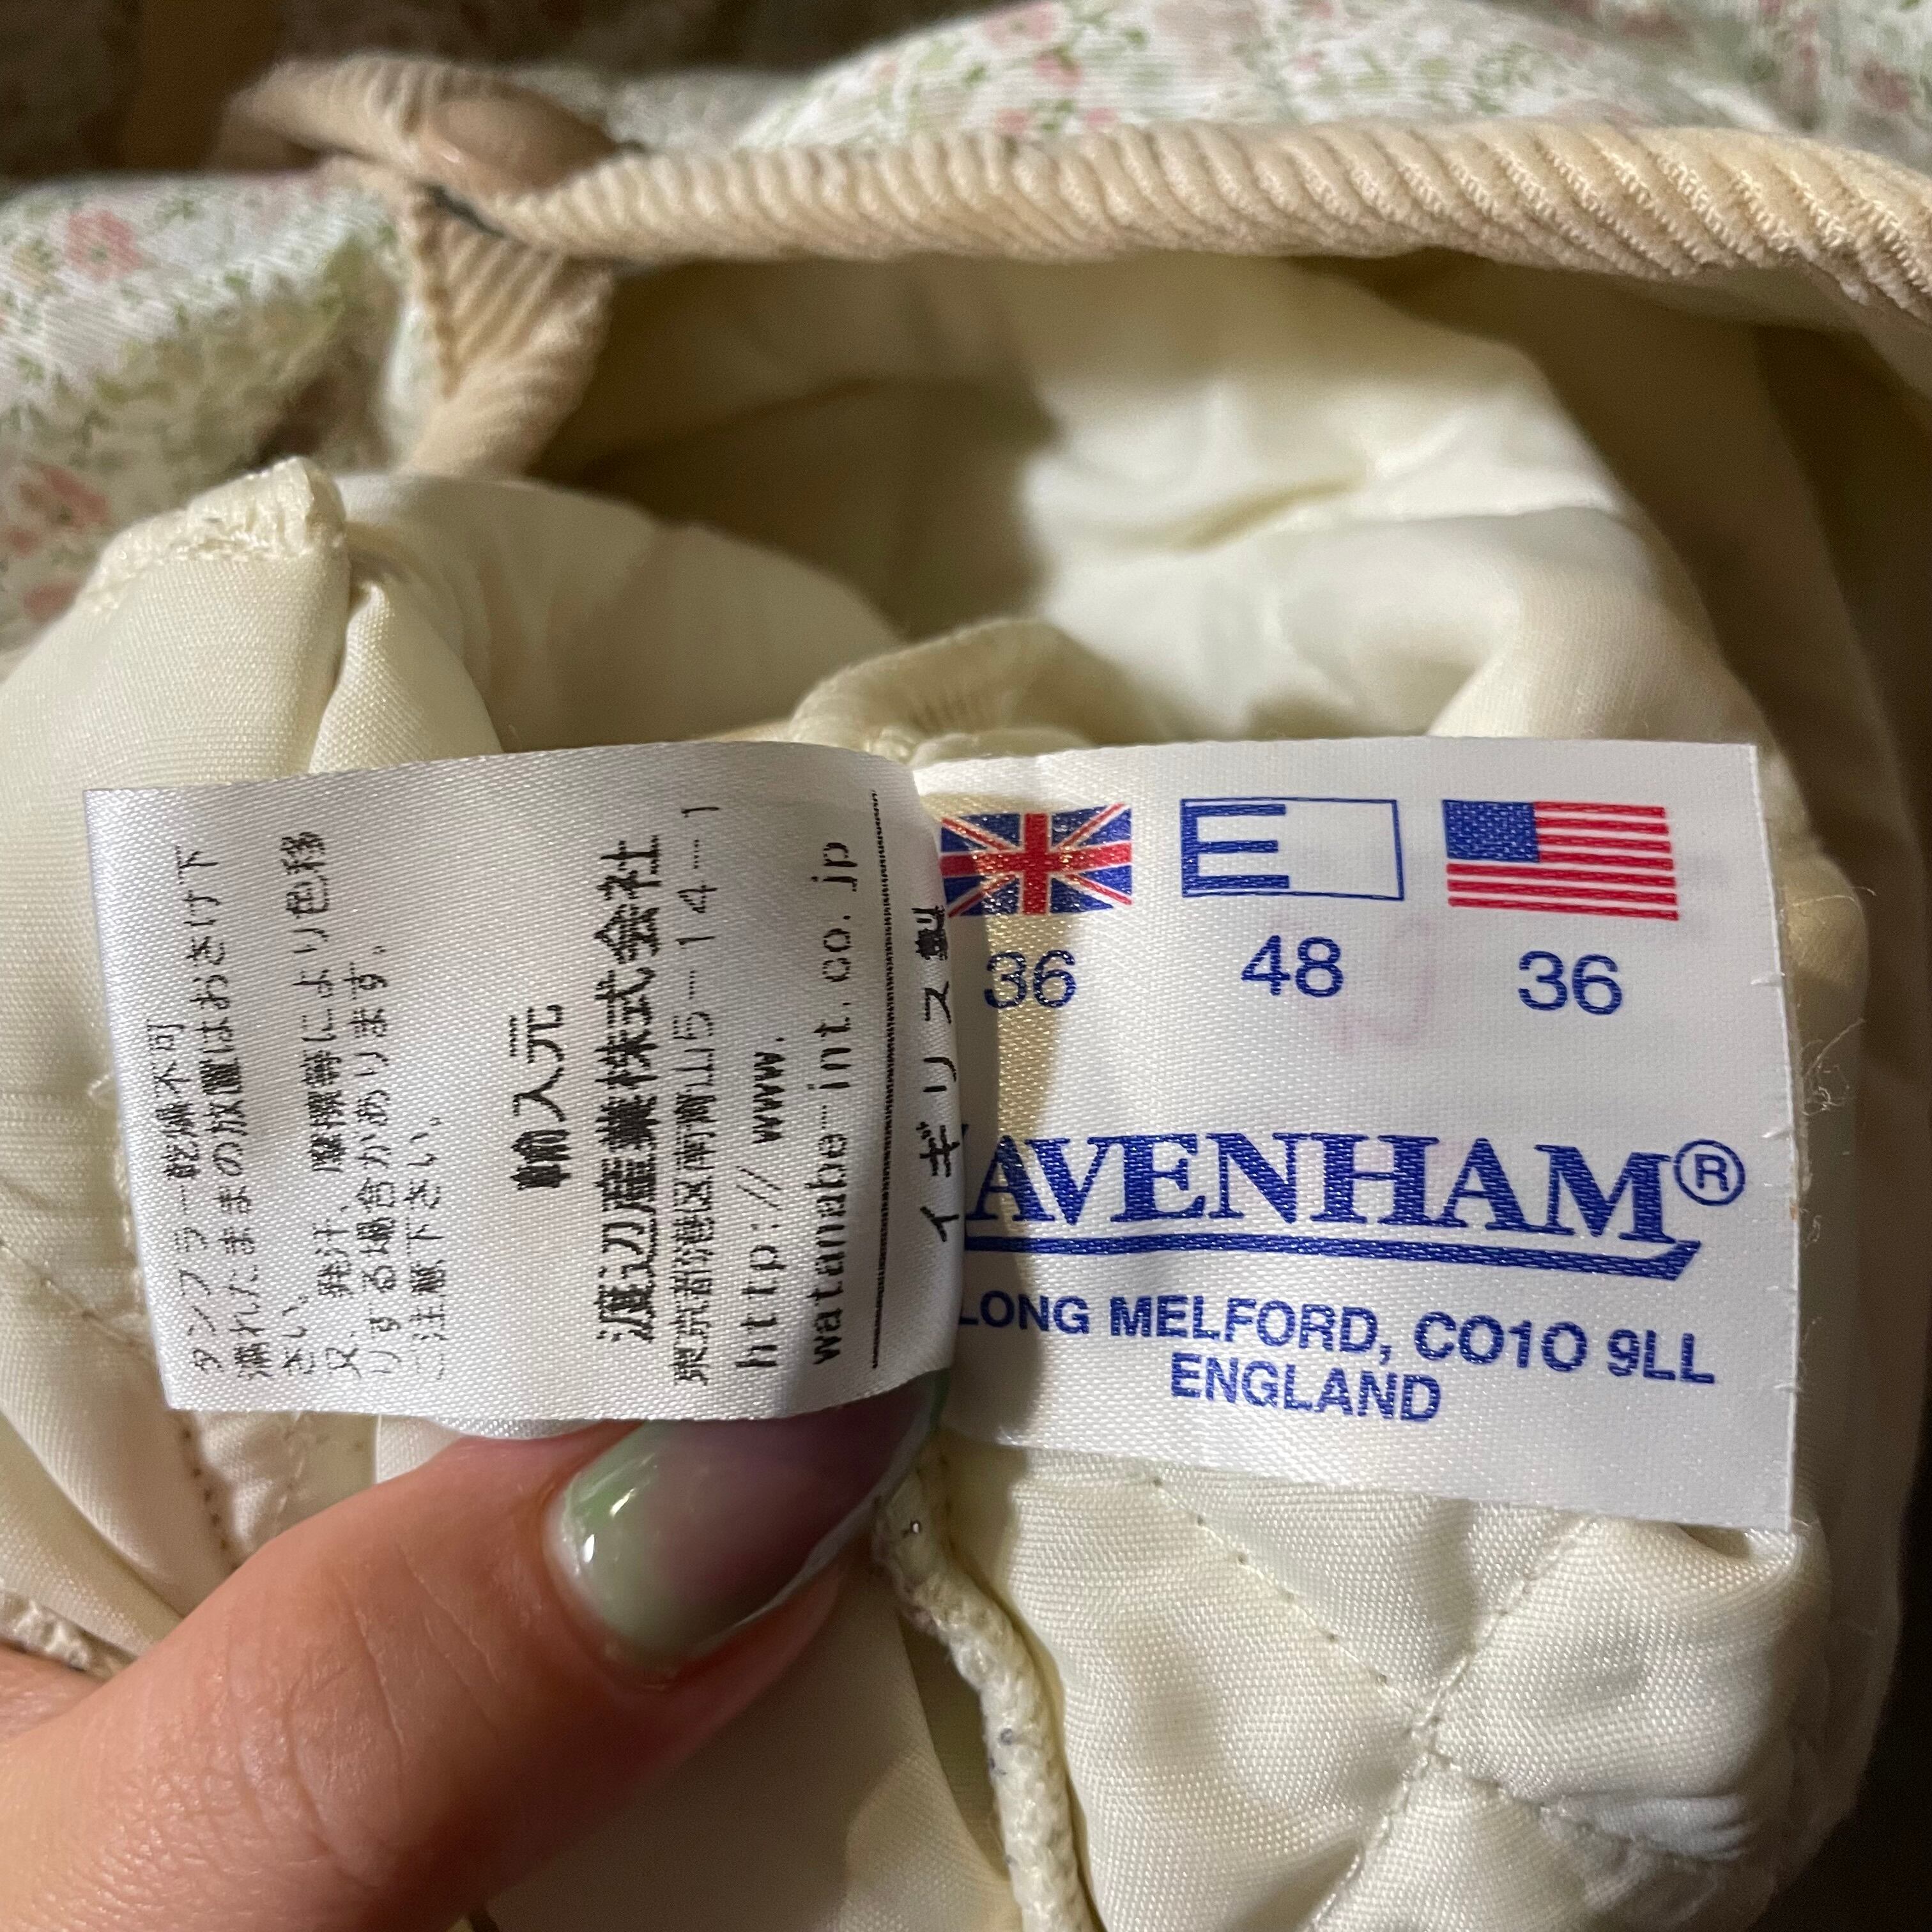 タンブラー乾燥不可
濡れたままの放置はおさけ下
さい。
又、発汗、摩擦等により色移
りする場合があります。
ご注意下さい。
輸入元
渡辺産業株式会社
東京都港区南青山5-14-1
http://www.
watanabe-int.co.jp
イギリス製
E
36 48 36
AVENHAM®
LONG MELFORD, CO10 9LL
ENGLAND